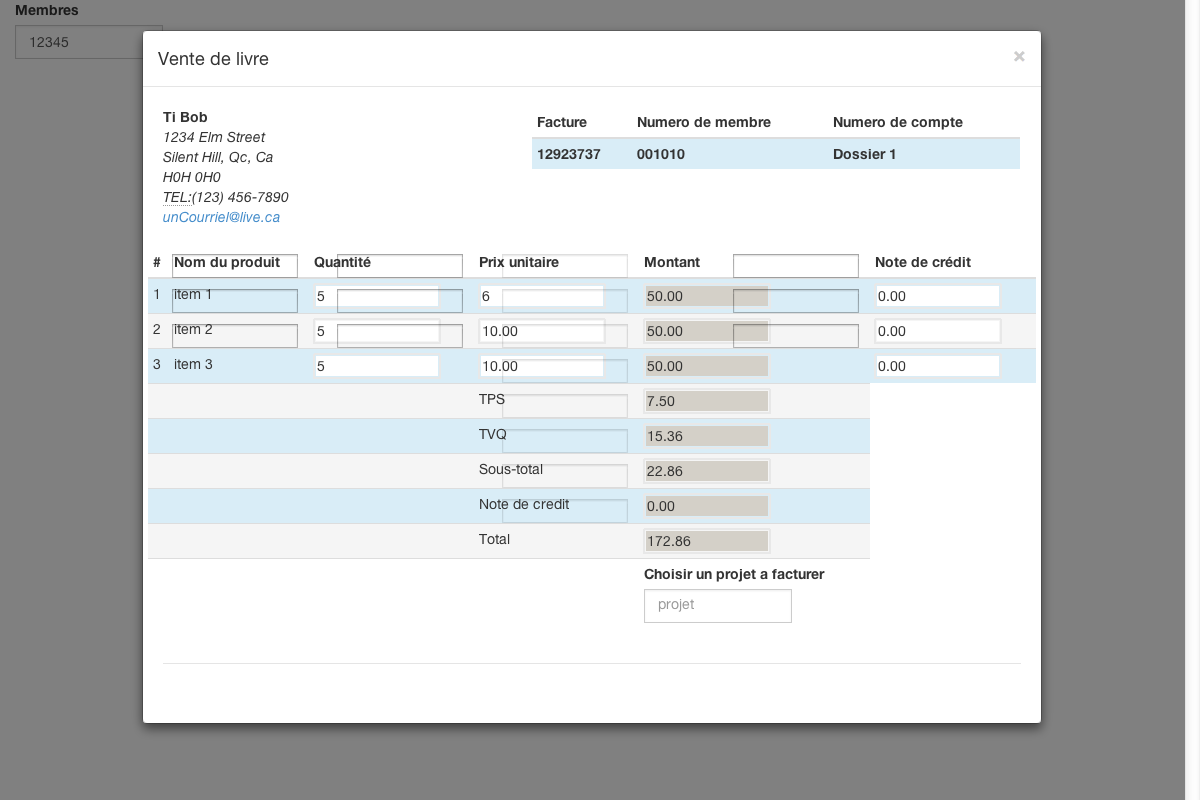 Membres
12345
Vente de livre ×
Ti Bob
1234 Elm Street
Silent Hill, Qc, Ca
H0H 0H0
TEL:(123) 456-7890
unCourriel@live.ca
Facture Numero de membre Numero de compte
12923737 001010 Dossier 1
# Nom du produit Quantité Prix unitaire Montant Note de crédit
1 item 1 5 6 50.00 0.00
2 item 2 5 10.00 50.00 0.00
3 item 3 5 10.00 50.00 0.00
TPS 7.50
TVQ 15.36
Sous-total 22.86
Note de credit 0.00
Total 172.86
Choisir un projet a facturer
projet